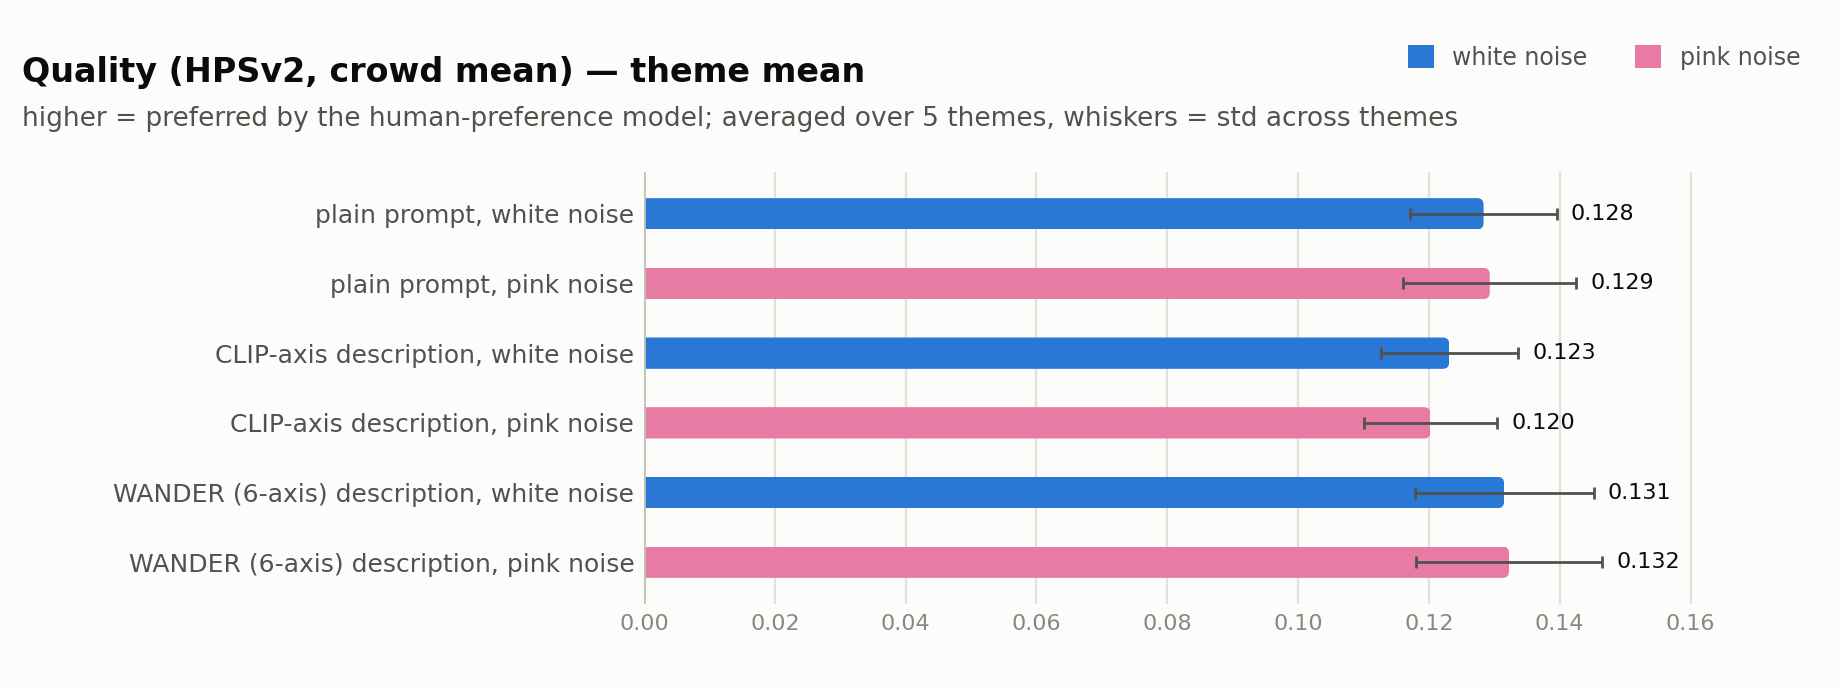 Quality (HPSv2, crowd mean) — theme mean
white noise
pink noise
higher = preferred by the human-preference model; averaged over 5 themes, whiskers = std across themes
plain prompt, white noise
0.128
plain prompt, pink noise
0.129
CLIP-axis description, white noise
0.123
CLIP-axis description, pink noise
0.120
WANDER (6-axis) description, white noise
0.131
WANDER (6-axis) description, pink noise
0.132
0.00 0.02 0.04 0.06 0.08 0.10 0.12 0.14 0.16